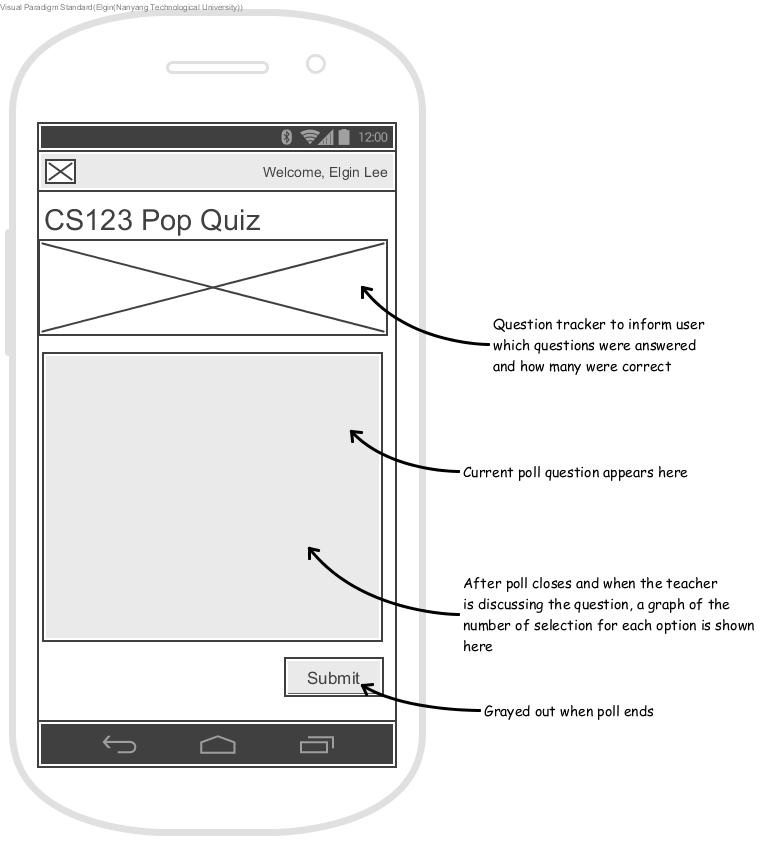 Visual Paradigm Standard(Elgin(Nanyang Technological University))
12:00
Welcome, Elgin Lee
CS123 Pop Quiz
Question tracker to inform user
which questions were answered
and how many were correct
Current poll question appears here
After poll closes and when the teacher
is discussing the question, a graph of the
number of selection for each option is shown
here
Submit
Grayed out when poll ends